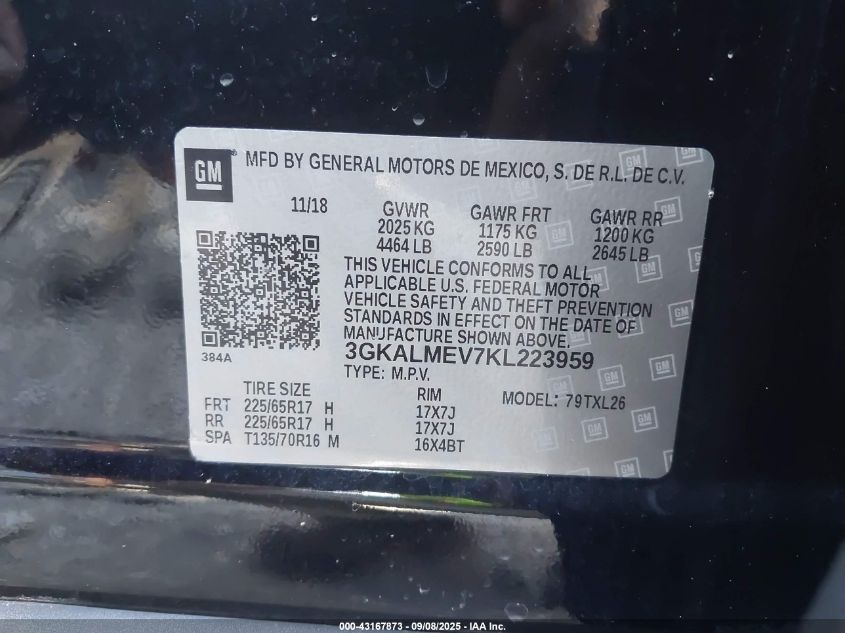 GM MFD BY GENERAL MOTORS DE MEXICO, S. DE R.L. DE C.V.
11/18 GVWR GAWR FRT GAWR RR
2025 KG 1175 KG 1200 KG
4464 LB 2590 LB 2645 LB
THIS VEHICLE CONFORMS TO ALL
APPLICABLE U.S. FEDERAL MOTOR
VEHICLE SAFETY AND THEFT PREVENTION
STANDARDS IN EFFECT ON THE DATE OF
MANUFACTURE SHOWN ABOVE.
384A 3GKALMEV7KL223959
TYPE: M.P.V.
TIRE SIZE RIM MODEL: 79TXL26
FRT 225/65R17 H 17X7J
RR 225/65R17 H 17X7J
SPA T135/70R16 M 16X4BT
000-43167873 - 09/08/2025 - IAA Inc.